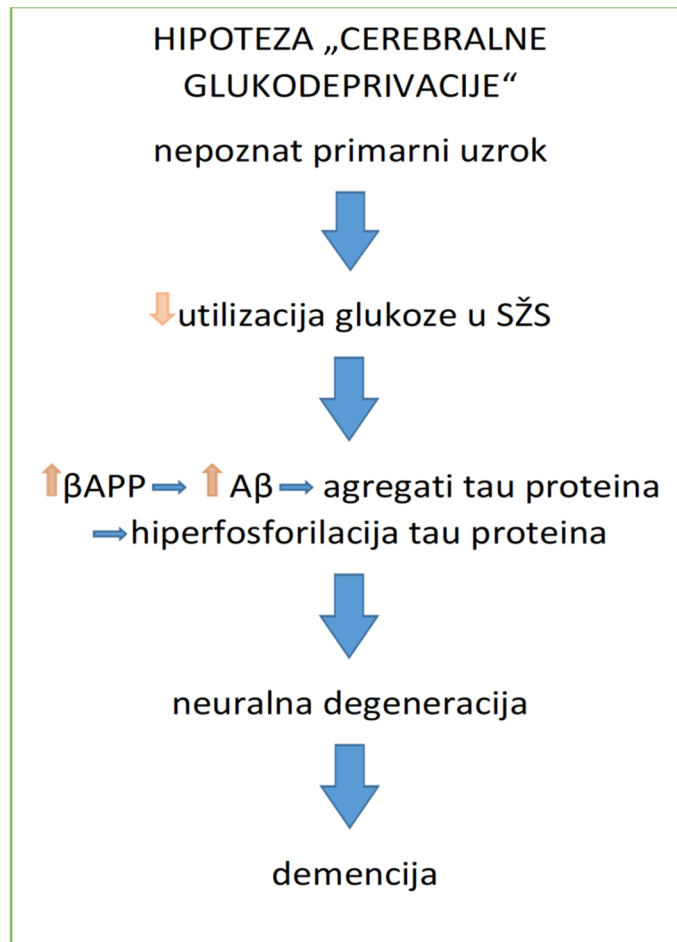 HIPOTEZA „CEREBRALNE
GLUKODEPRIVACIJE“
nepoznat primarni uzrok
utilizacija glukoze u SŽS
βAPP Aβ agregati tau proteina
hiperfosforilacija tau proteina
neuralna degeneracija
demencija